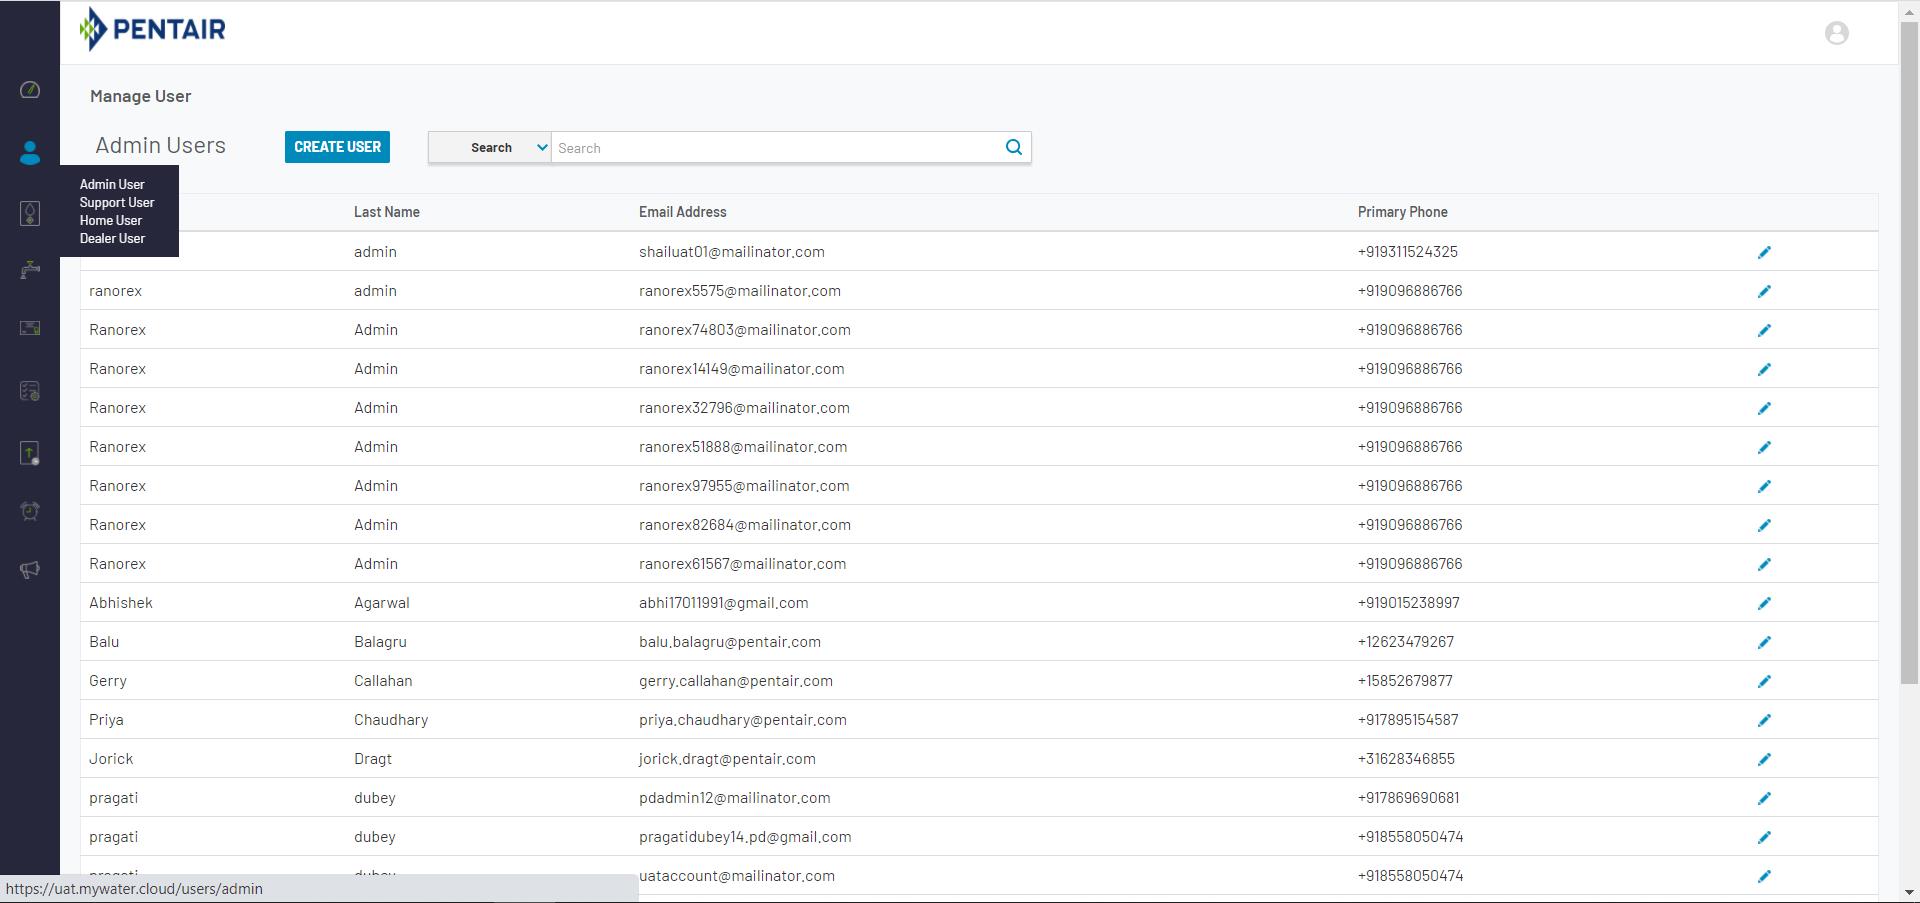 PENTAIR
Manage User
Admin Users CREATE USER Search Search
Admin User
Support User
Home User
Dealer User
Last Name Email Address Primary Phone
admin shailuat01@mailinator.com +919311524325
ranorex admin ranorex5575@mailinator.com +919096886766
Ranorex Admin ranorex74803@mailinator.com +919096886766
Ranorex Admin ranorex14149@mailinator.com +919096886766
Ranorex Admin ranorex32796@mailinator.com +919096886766
Ranorex Admin ranorex51888@mailinator.com +919096886766
Ranorex Admin ranorex97955@mailinator.com +919096886766
Ranorex Admin ranorex82684@mailinator.com +919096886766
Ranorex Admin ranorex61567@mailinator.com +919096886766
Abhishek Agarwal abhi17011991@gmail.com +919015238997
Balu Balagru balu.balagru@pentair.com +12623479267
Gerry Callahan gerry.callahan@pentair.com +15852679877
Priya Chaudhary priya.chaudhary@pentair.com +917895154587
Jorick Dragt jorick.dragt@pentair.com +31628346855
pragati dubey pdadmin12@mailinator.com +917869690681
pragati dubey pragatidubey14.pd@gmail.com +918558050474
pragati dubey uataccount@mailinator.com +918558050474
https://uat.mywater.cloud/users/admin